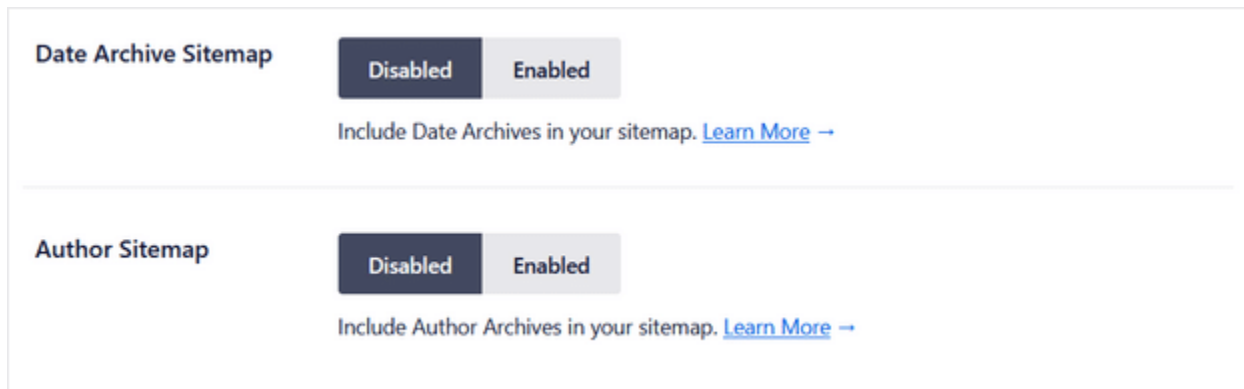 Date Archive Sitemap
Disabled Enabled
Include Date Archives in your sitemap. Learn More →
Author Sitemap
Disabled Enabled
Include Author Archives in your sitemap. Learn More →